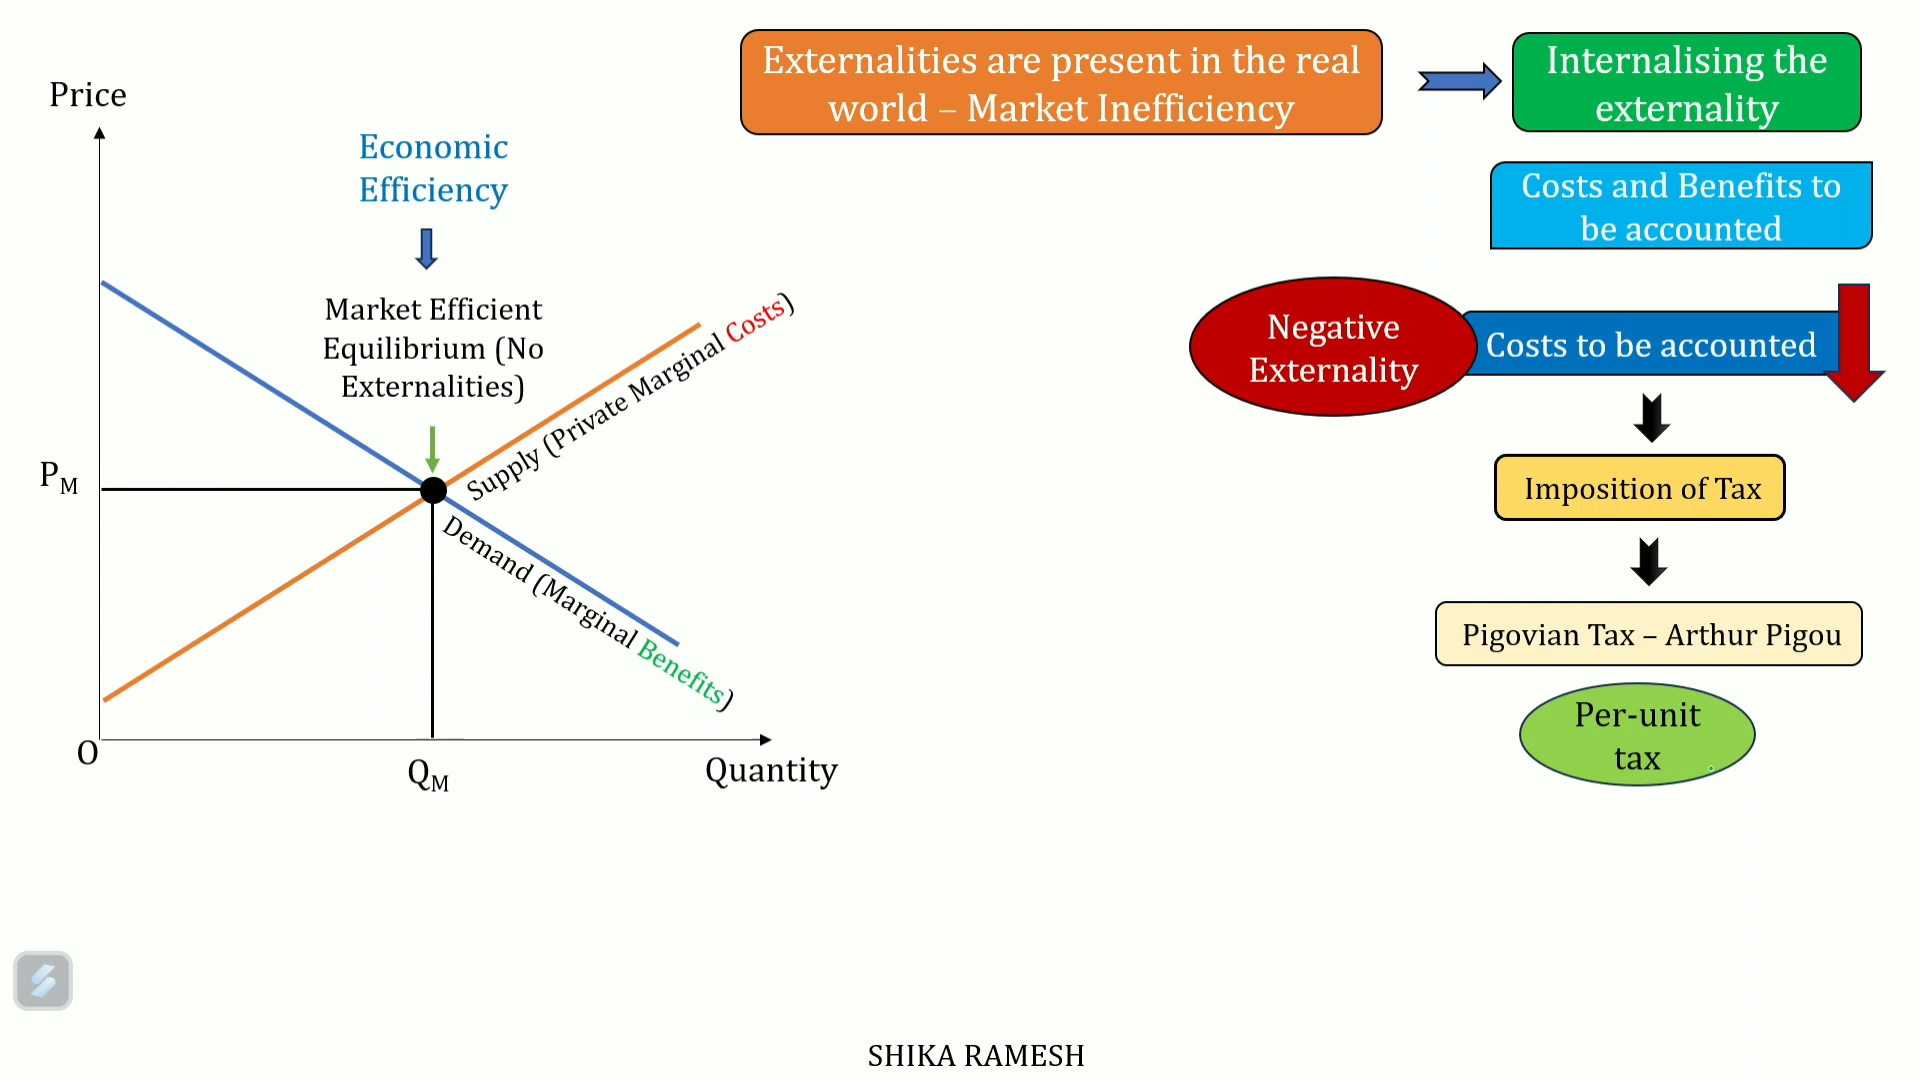 Externalities are present in the real
world – Market Inefficiency
Internalising the
externality
Price
Economic
Efficiency
Costs and Benefits to
be accounted
Market Efficient
Equilibrium (No
Externalities)
Supply (Private Marginal Costs)
Negative
Externality
Costs to be accounted
PM
Imposition of Tax
Demand (Marginal Benefits)
Pigovian Tax – Arthur Pigou
Per-unit
tax
O
QM
Quantity
SHIKA RAMESH